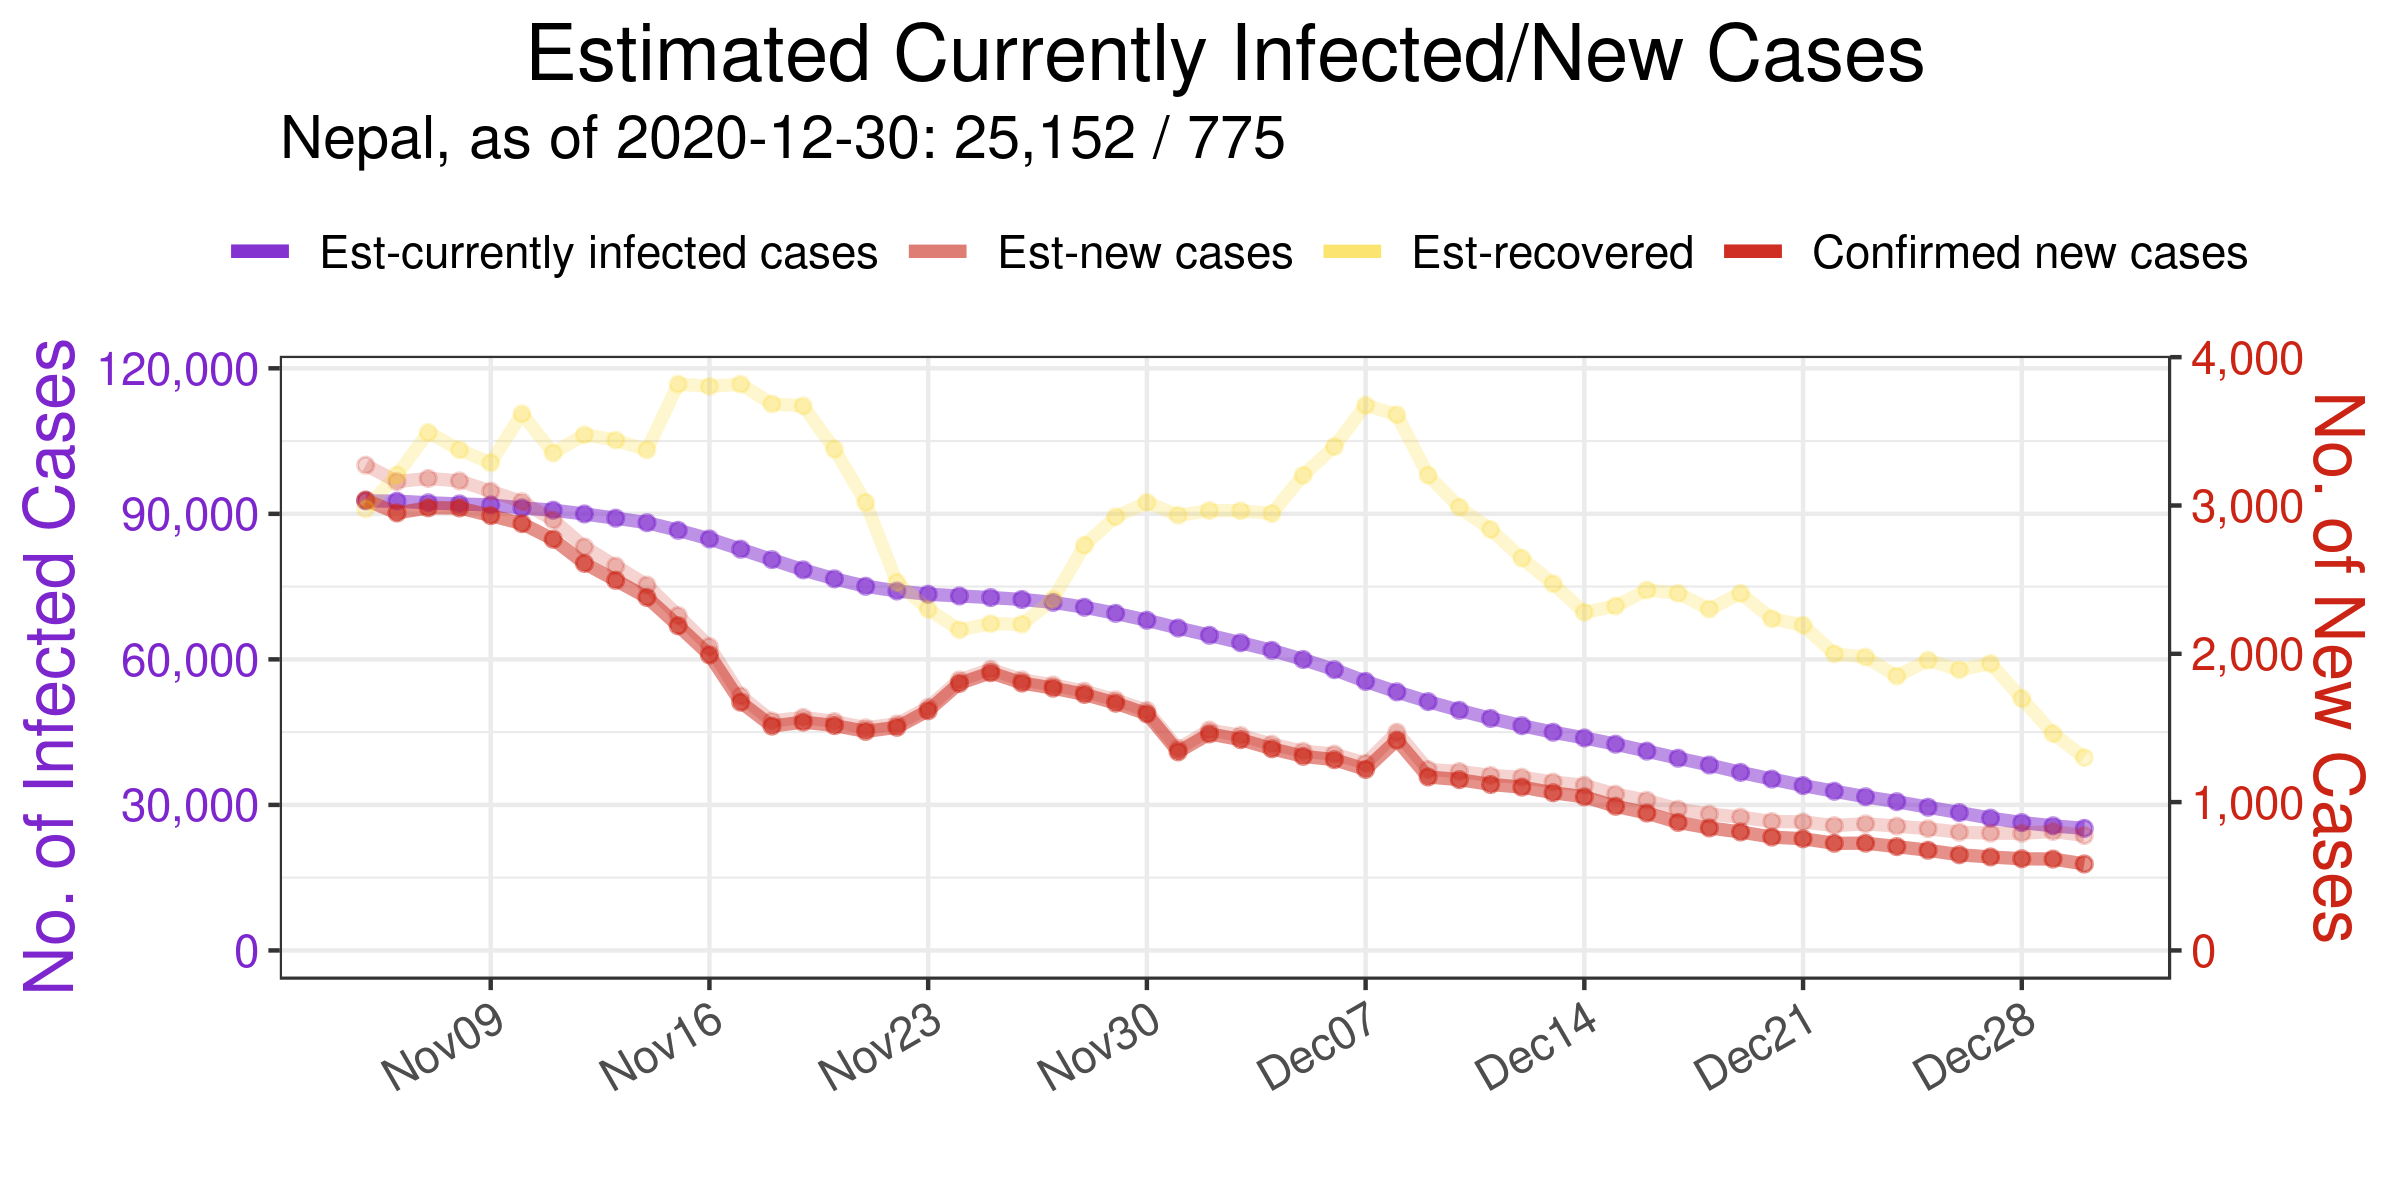 Estimated Currently Infected/New Cases
Nepal, as of 2020-12-30: 25,152 / 775
Est-currently infected cases Est-new cases Est-recovered Confirmed new cases
No. of Infected Cases
120,000
90,000
60,000
30,000
0
4,000
3,000
2,000
1,000
0
No. of New Cases
Nov09 Nov16 Nov23 Nov30 Dec07 Dec14 Dec21 Dec28